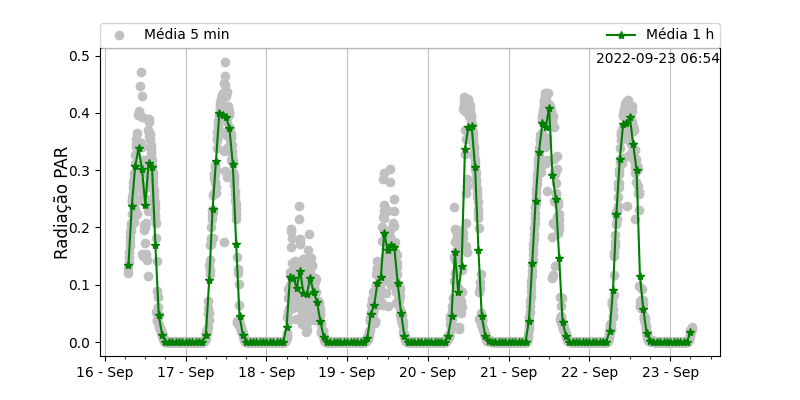 Média 5 min
Média 1 h
2022-09-23 06:54
Radiação PAR
0.5
0.4
0.3
0.2
0.1
0.0
16 - Sep
17 - Sep
18 - Sep
19 - Sep
20 - Sep
21 - Sep
22 - Sep
23 - Sep